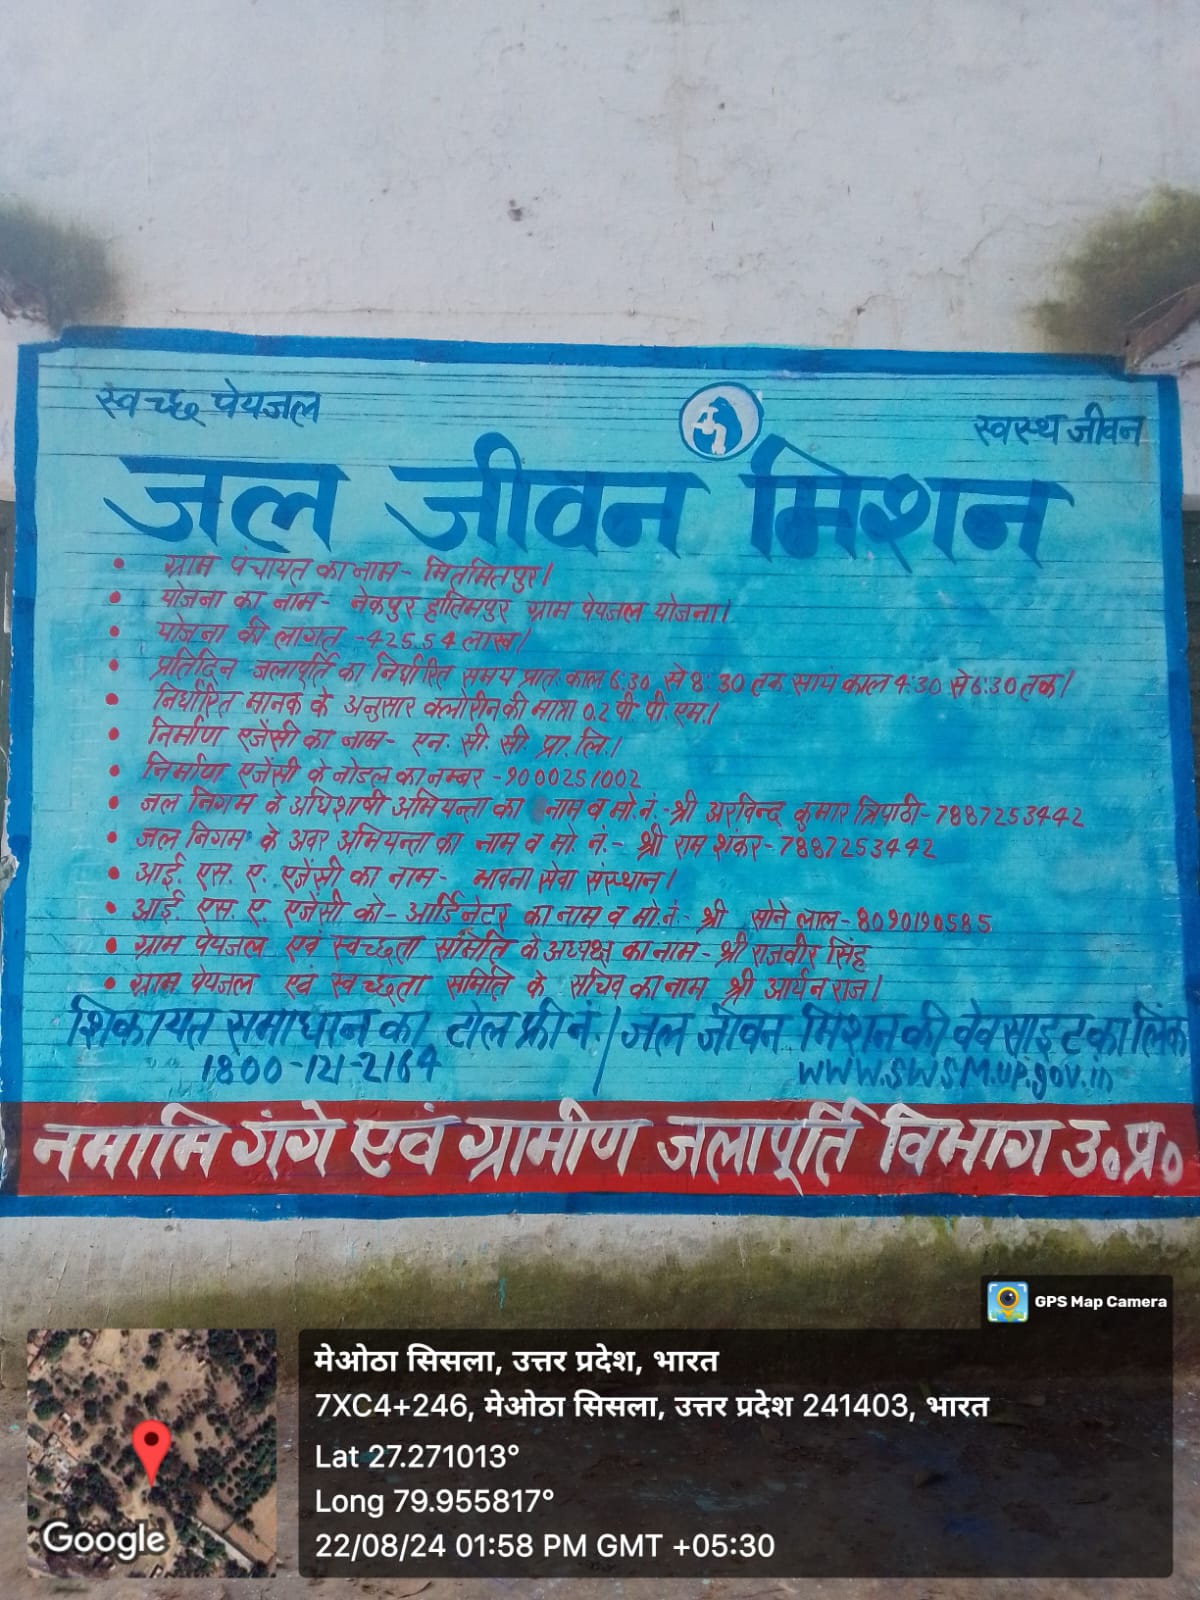 स्वच्छ पेयजल
स्वस्थ जीवन
जल जीवन मिशन
• ग्राम पंचायत का नाम- मितमितपुर।
• योजना का नाम- नेकपुर हातिमपुर ग्राम पेयजल योजना।
• योजना की लागत -425.54 लाख।
• प्रतिदिन जलापूर्ति का निर्धारित समय प्रातः काल 6:30 से 8:30 तक सायं काल 4:30 से 6:30 तक।
• निर्धारित मानक के अनुसार क्लोरीन की मात्रा 0.2 पी. पी. एम.।
• निर्माण एजेंसी का नाम- एन. सी. सी. प्रा. लि.।
• निर्माण एजेंसी के नोडल का नम्बर -9000251002
• जल निगम के अधिशाषी अभियन्ता का नाम व मो. नं.-श्री अरविन्द कुमार त्रिपाठी-7887253442
• जल निगम के अवर अभियन्ता का नाम व मो. नं.- श्री राम शंकर-7887253442
• आई. एस. ए. एजेंसी का नाम- भावना सेवा संस्थान।
• आई. एस. ए. एजेंसी को- आर्डिनेटर का नाम व मो.नं.- श्री सोने लाल-8090190585
• ग्राम पेयजल एवं स्वच्छता समिति के अध्यक्ष का नाम-श्री राजवीर सिंह
• ग्राम पेयजल एवं स्वच्छता समिति के सचिव का नाम श्री आर्यन राज।
शिकायत समाधान का टोल फ्री नं. / जल जीवन मिशन की वेवसाइट का लिंक
1800-121-2164 www.swsm.up.gov.in
नमामि गंगे एवं ग्रामीण जलापूर्ति विभाग उ०प्र०
GPS Map Camera
मेओठा सिसला, उत्तर प्रदेश, भारत
7XC4+246, मेओठा सिसला, उत्तर प्रदेश 241403, भारत
Lat 27.271013°
Long 79.955817°
22/08/24 01:58 PM GMT +05:30
Google